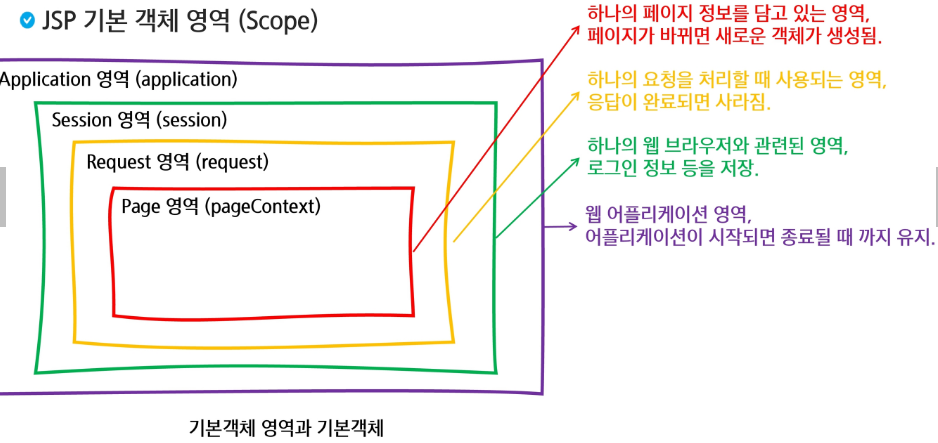 JSP 기본 객체 영역 (Scope)
하나의 페이지 정보를 담고 있는 영역,
페이지가 바뀌면 새로운 객체가 생성됨.
Application 영역 (application)
하나의 요청을 처리할 때 사용되는 영역,
응답이 완료되면 사라짐.
Session 영역 (session)
하나의 웹 브라우저와 관련된 영역,
로그인 정보 등을 저장.
Request 영역 (request)
Page 영역 (pageContext)
웹 어플리케이션 영역,
어플리케이션이 시작되면 종료될 때 까지 유지.
기본객체 영역과 기본객체